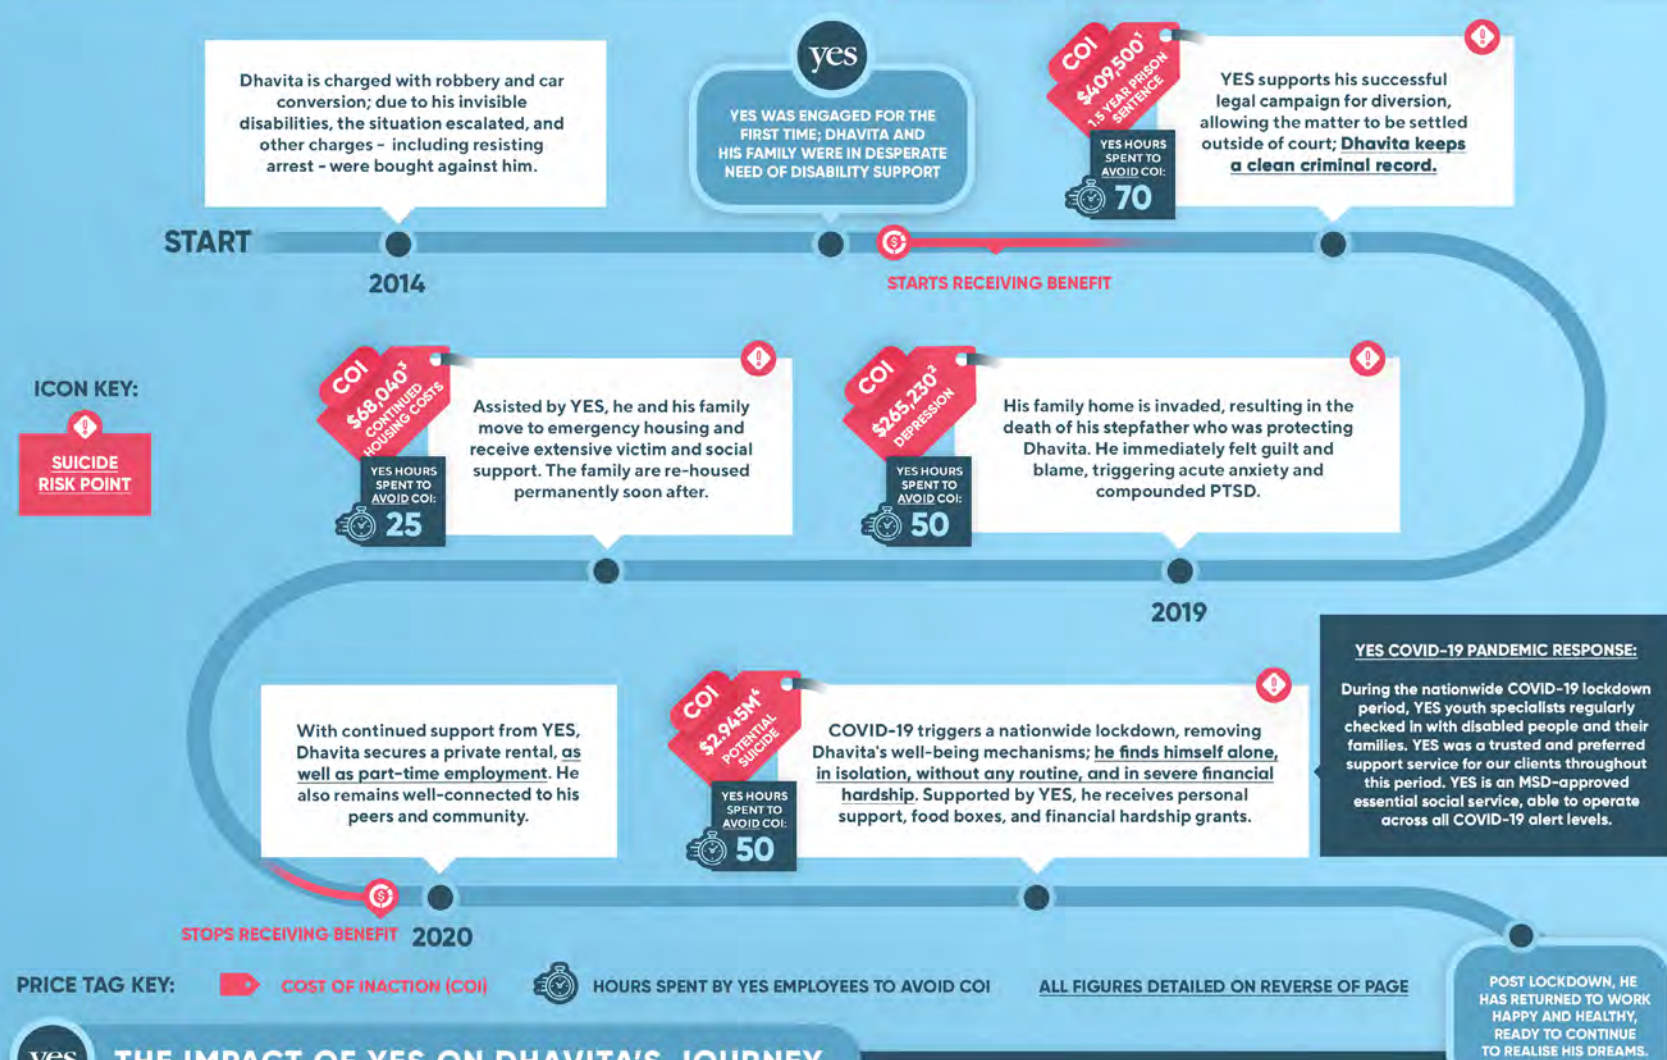 Dhavita is charged with robbery and car
conversion; due to his invisible
disabilities, the situation escalated, and
other charges - including resisting
arrest - were bought against him.
yes
YES WAS ENGAGED FOR THE
FIRST TIME; DHAVITA AND
HIS FAMILY WERE IN DESPERATE
NEED OF DISABILITY SUPPORT
COI
$409,500¹
1.5 YEAR PRISON
SENTENCE
YES HOURS
SPENT TO
AVOID COI:
70
YES supports his successful
legal campaign for diversion,
allowing the matter to be settled
outside of court; Dhavita keeps
a clean criminal record.
START
2014
STARTS RECEIVING BENEFIT
ICON KEY:
SUICIDE
RISK POINT
COI
$68,040³
CONTINUED
HOUSING COSTS
YES HOURS
SPENT TO
AVOID COI:
25
Assisted by YES, he and his family
move to emergency housing and
receive extensive victim and social
support. The family are re-housed
permanently soon after.
COI
$265,230²
DEPRESSION
YES HOURS
SPENT TO
AVOID COI:
50
His family home is invaded, resulting in the
death of his stepfather who was protecting
Dhavita. He immediately felt guilt and
blame, triggering acute anxiety and
compounded PTSD.
2019
With continued support from YES,
Dhavita secures a private rental, as
well as part-time employment. He
also remains well-connected to his
peers and community.
COI
$2.945M⁴
POTENTIAL
SUICIDE
YES HOURS
SPENT TO
AVOID COI:
50
COVID-19 triggers a nationwide lockdown, removing
Dhavita's well-being mechanisms; he finds himself alone,
in isolation, without any routine, and in severe financial
hardship. Supported by YES, he receives personal
support, food boxes, and financial hardship grants.
YES COVID-19 PANDEMIC RESPONSE:
During the nationwide COVID-19 lockdown
period, YES youth specialists regularly
checked in with disabled people and their
families. YES was a trusted and preferred
support service for our clients throughout
this period. YES is an MSD-approved
essential social service, able to operate
across all COVID-19 alert levels.
STOPS RECEIVING BENEFIT
2020
PRICE TAG KEY:
COST OF INACTION (COI)
HOURS SPENT BY YES EMPLOYEES TO AVOID COI
ALL FIGURES DETAILED ON REVERSE OF PAGE
POST LOCKDOWN, HE
HAS RETURNED TO WORK
HAPPY AND HEALTHY,
READY TO CONTINUE
TO REALISE HIS DREAMS.
yes
THE IMPACT OF YES ON DHAVITA'S JOURNEY